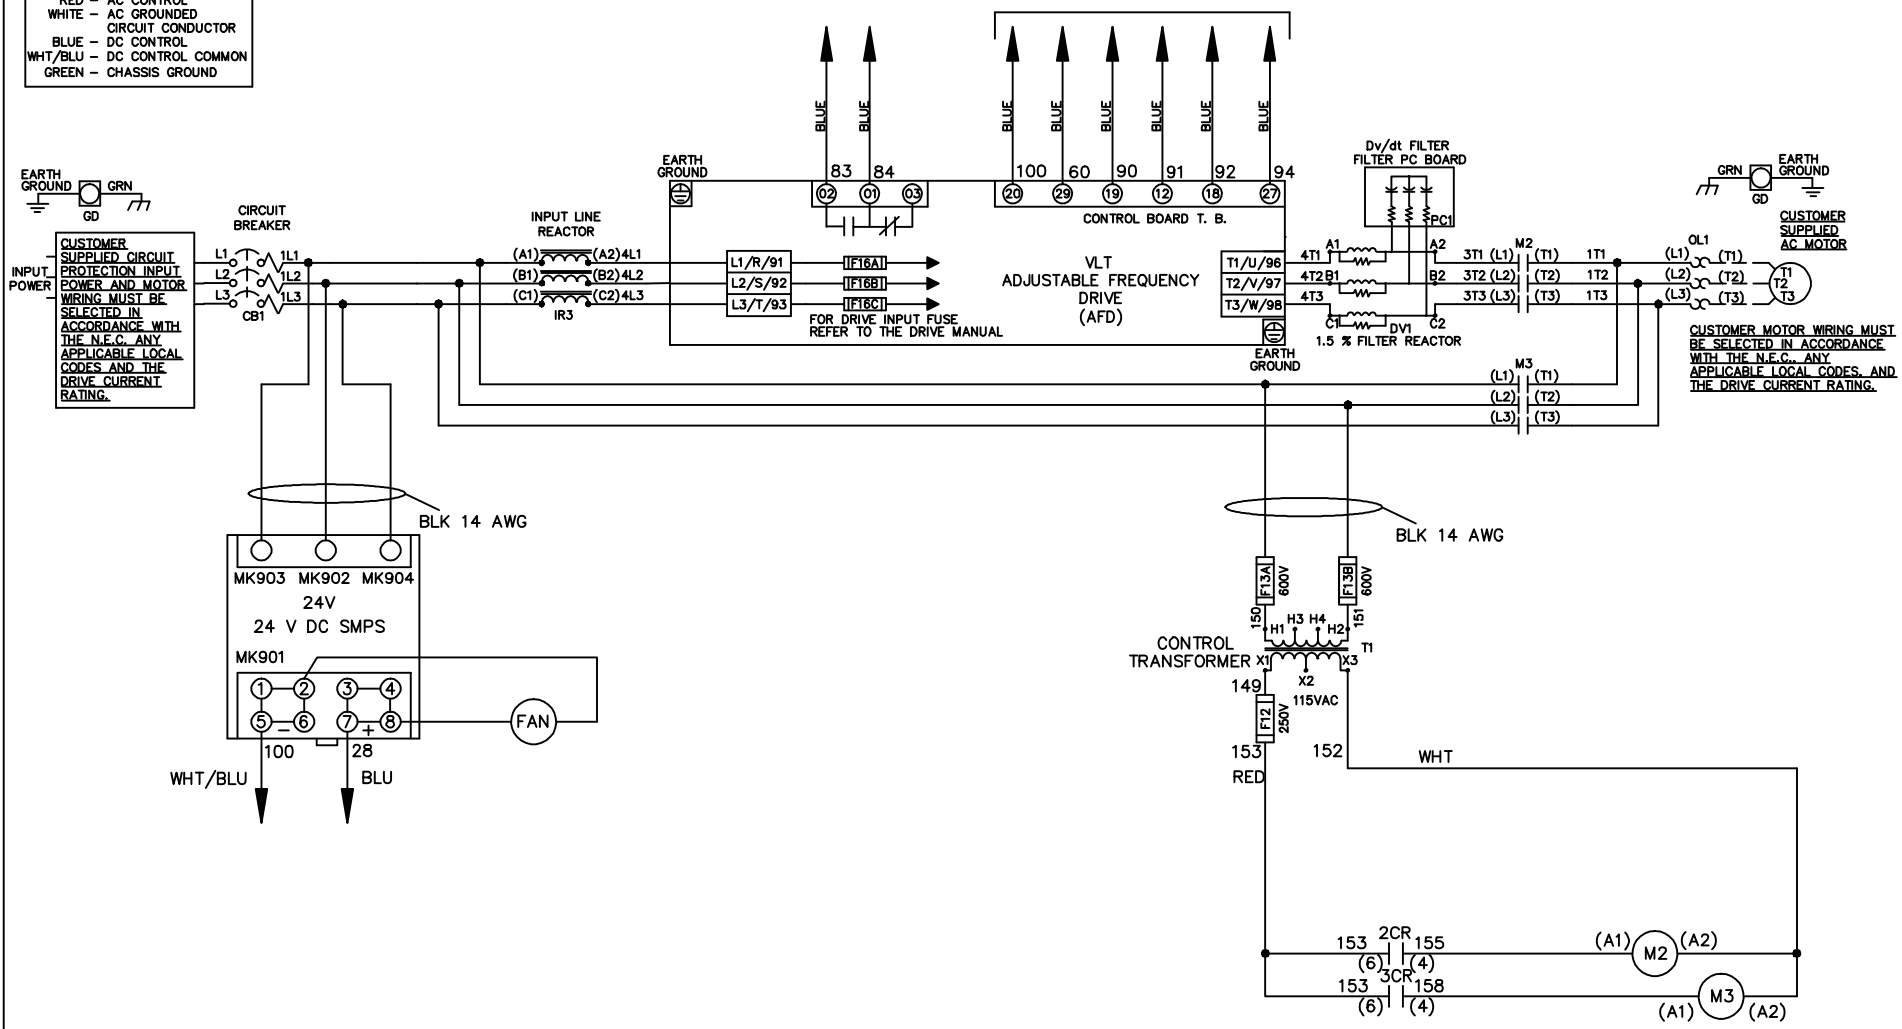 RED – AC CONTROL
WHITE – AC GROUNDED
CIRCUIT CONDUCTOR
BLUE – DC CONTROL
WHT/BLU – DC CONTROL COMMON
GREEN – CHASSIS GROUND
BLUE
BLUE
BLUE
BLUE
BLUE
BLUE
BLUE
BLUE
83
84
100
60
90
91
92
94
02
01
03
20
29
19
12
18
27
CONTROL BOARD T. B.
EARTH
GROUND
GRN
GD
INPUT
POWER
CUSTOMER
SUPPLIED CIRCUIT
PROTECTION INPUT
POWER AND MOTOR
WIRING MUST BE
SELECTED IN
ACCORDANCE WITH
THE N.E.C. ANY
APPLICABLE LOCAL
CODES AND THE
DRIVE CURRENT
RATING.
CIRCUIT
BREAKER
L1
1L1
L2
1L2
L3
1L3
CB1
INPUT LINE
REACTOR
(A1)
(A2)4L1
(B1)
(B2)4L2
(C1)
(C2)4L3
IR3
EARTH
GROUND
L1/R/91
L2/S/92
L3/T/93
F16A
F16B
F16C
FOR DRIVE INPUT FUSE
REFER TO THE DRIVE MANUAL
VLT
ADJUSTABLE FREQUENCY
DRIVE
(AFD)
T1/U/96
T2/V/97
T3/W/98
EARTH
GROUND
Dv/dt FILTER
FILTER PC BOARD
PC1
4T1
A1
A2
4T2
B1
B2
4T3
C1
C2
DV1
1.5 % FILTER REACTOR
M2
3T1 (L1) (T1) 1T1
3T2 (L2) (T2) 1T2
3T3 (L3) (T3) 1T3
OL1
(L1) (T1)
(L2) (T2)
(L3) (T3)
T1
T2
T3
GRN
GD
EARTH
GROUND
CUSTOMER
SUPPLIED
AC MOTOR
CUSTOMER MOTOR WIRING MUST
BE SELECTED IN ACCORDANCE
WITH THE N.E.C., ANY
APPLICABLE LOCAL CODES, AND
THE DRIVE CURRENT RATING.
M3
(L1) (T1)
(L2) (T2)
(L3) (T3)
BLK 14 AWG
MK903 MK902 MK904
24V
24 V DC SMPS
MK901
1
2
3
4
5
6
7
8
–
+
FAN
100
28
WHT/BLU
BLU
BLK 14 AWG
F13A
600V
F13B
600V
150
151
H1
H3
H4
H2
CONTROL
TRANSFORMER
T1
X1
X3
X2
115VAC
149
F12
250V
153
RED
152
WHT
153
2CR
155
(6)
(4)
(A1)
M2
(A2)
153
3CR
158
(6)
(4)
(A1)
M3
(A2)